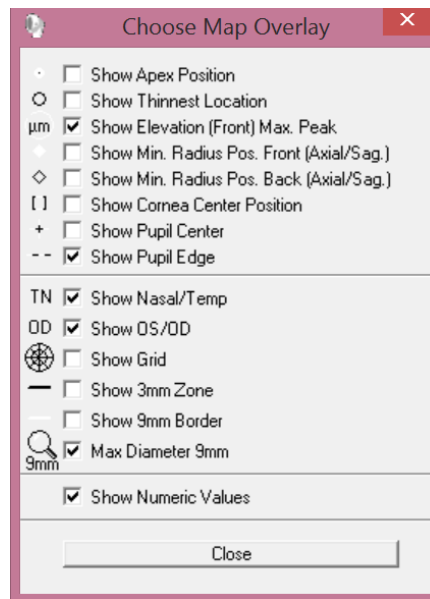 Choose Map Overlay
Show Apex Position
Show Thinnest Location
µm Show Elevation (Front) Max. Peak
Show Min. Radius Pos. Front (Axial/Sag.)
Show Min. Radius Pos. Back (Axial/Sag.)
[ ] Show Cornea Center Position
+ Show Pupil Center
- - Show Pupil Edge
TN Show Nasal/Temp
OD Show OS/OD
Show Grid
Show 3mm Zone
Show 9mm Border
9mm Max Diameter 9mm
Show Numeric Values
Close